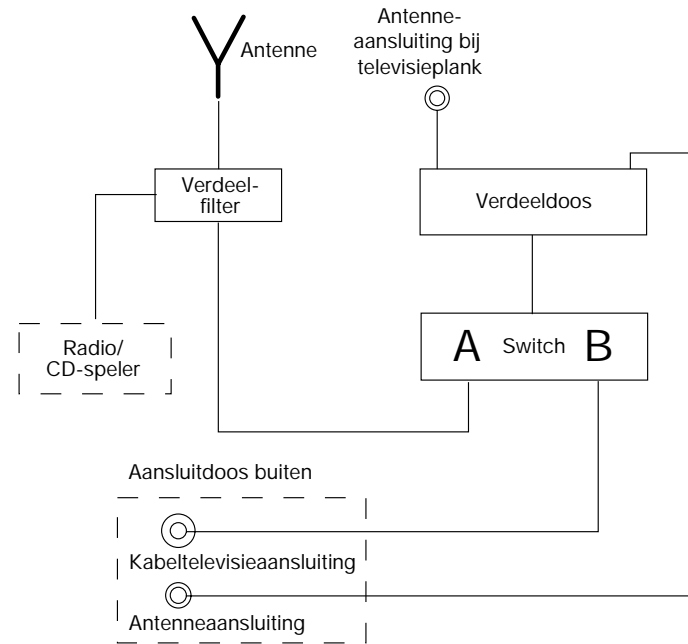 Antenne
Antenne-
aansluiting bij
televisieplank
Verdeel-
filter
Verdeeldoos
Radio/
CD-speler
A Switch B
Aansluitdoos buiten
Kabeltelevisieaansluiting
Antenneaansluiting